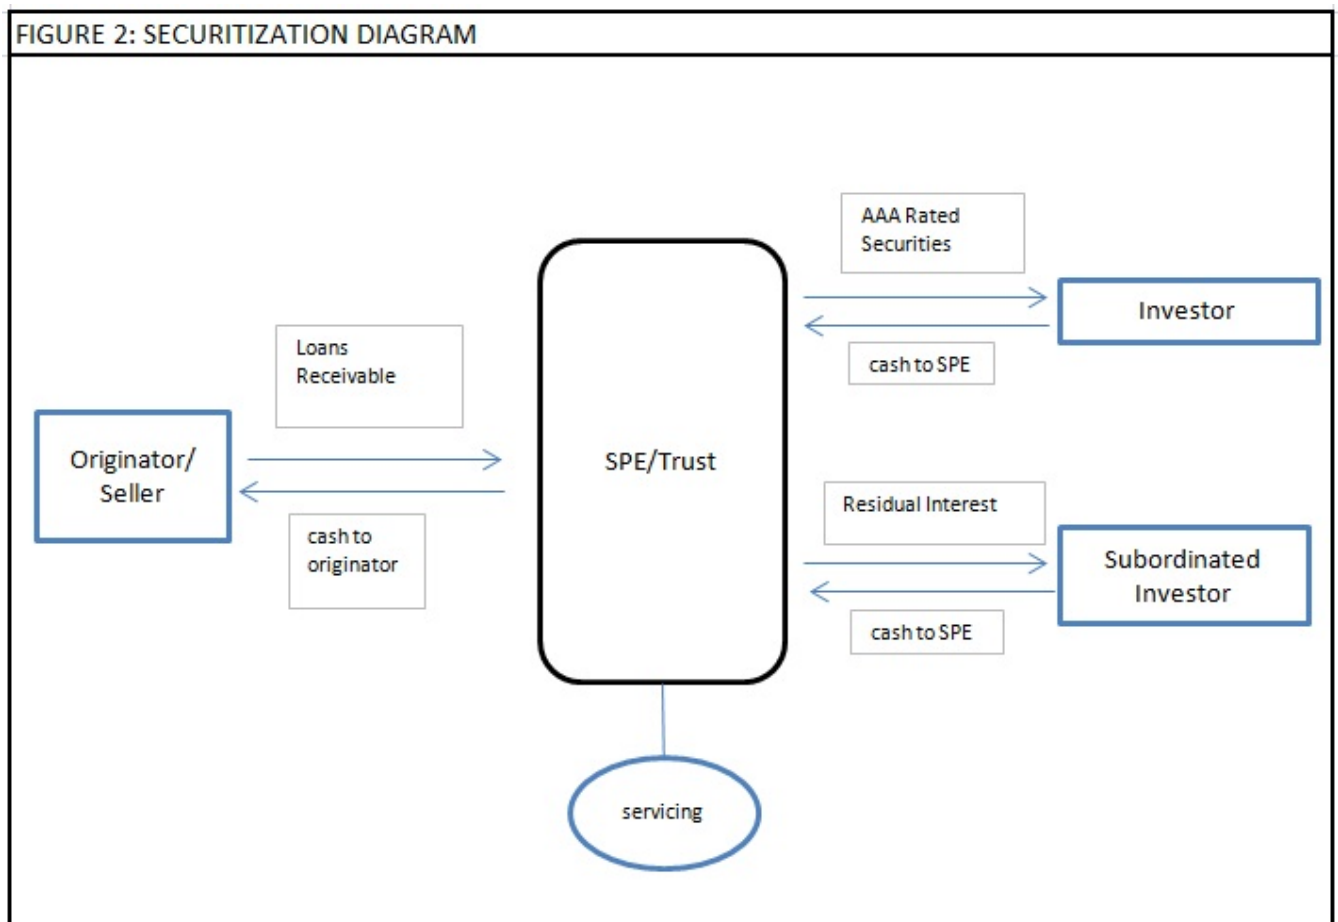 FIGURE 2: SECURITIZATION DIAGRAM
AAA Rated
Securities
Investor
cash to SPE
Loans
Receivable
Originator/
Seller
cash to
originator
SPE/Trust
Residual Interest
Subordinated
Investor
cash to SPE
servicing